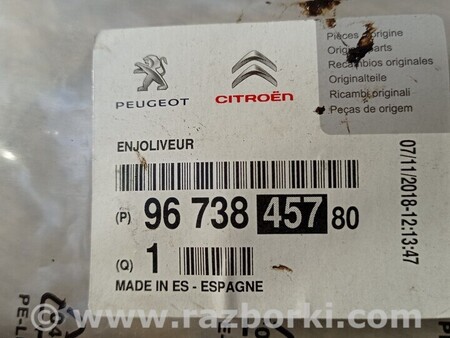 Pièces d'origine
Original parts
Recambios originales
Originalteile
Ricambi originali
Peças de origem
PEUGEOT
CITROËN
ENJOLIVEUR
(P) 96 738 457 80
(Q) 1
MADE IN ES - ESPAGNE
07/11/2018-12:13:47
www.razborki.com